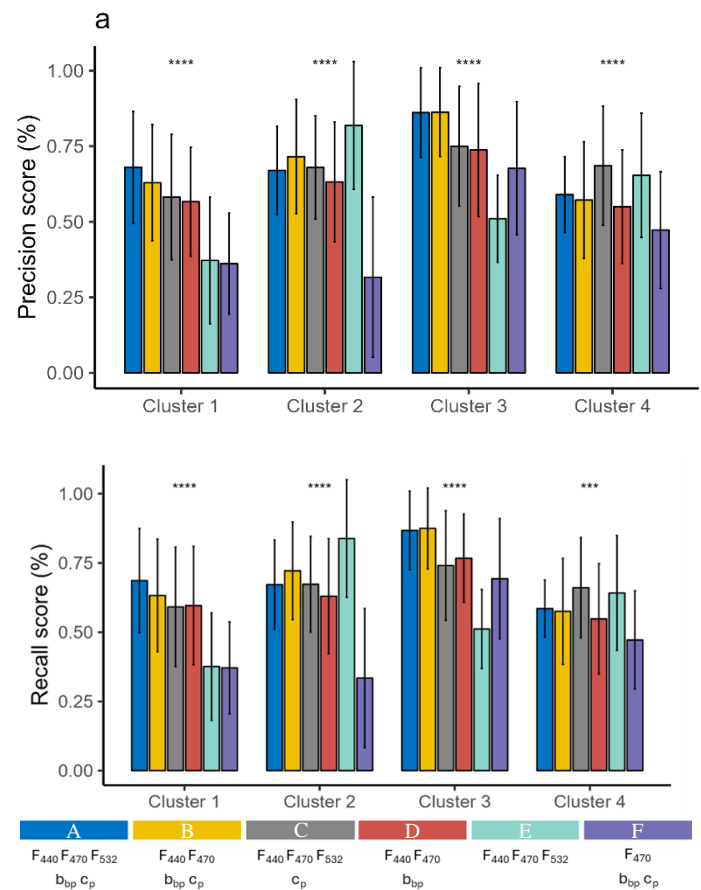 a
Precision score (%)
1.00
0.75
0.50
0.25
0.00
**** **** **** ****
Cluster 1 Cluster 2 Cluster 3 Cluster 4
Recall score (%)
1.00
0.75
0.50
0.25
0.00
**** **** **** ***
Cluster 1 Cluster 2 Cluster 3 Cluster 4
A B C D E F
F440 F470 F532 F440 F470 F440 F470 F532 F440 F470 F440 F470 F532 F470
bbp cp bbp cp cp bbp bbp cp